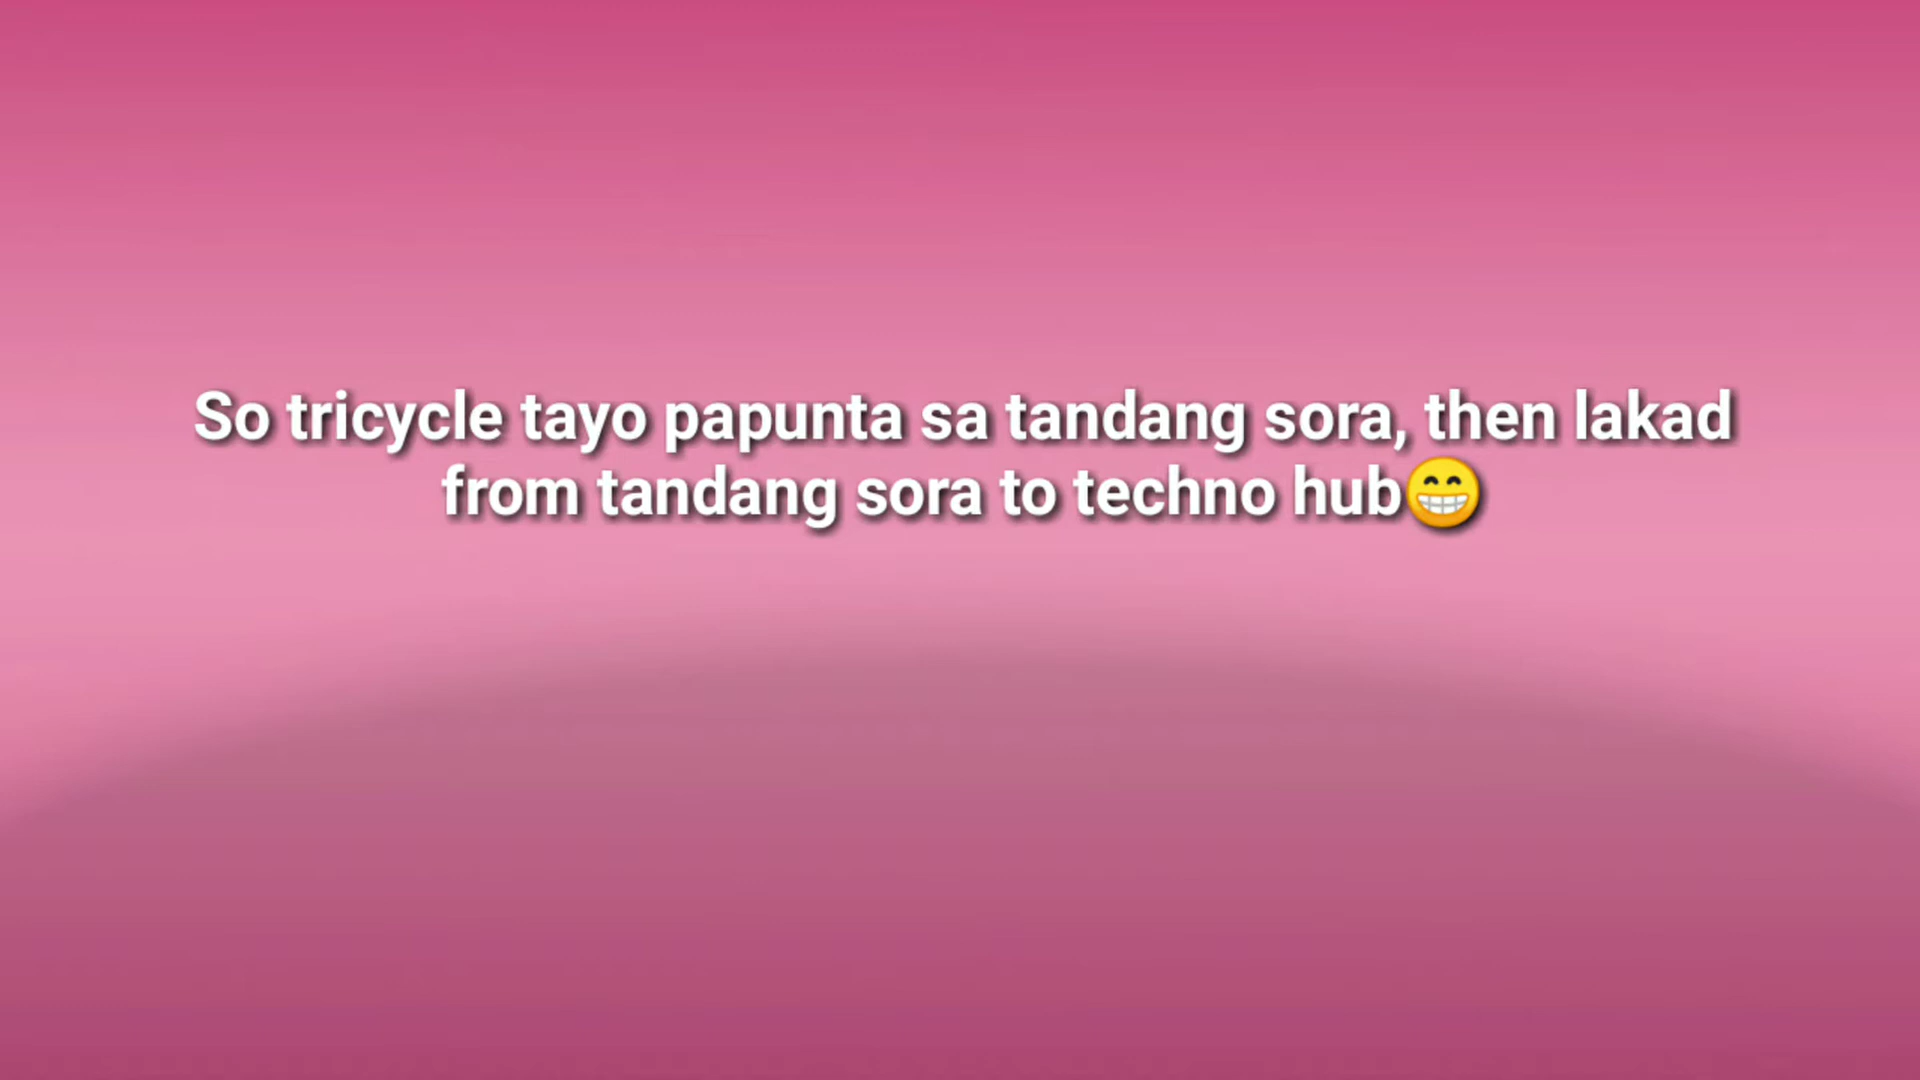 So tricycle tayo papunta sa tandang sora, then lakad
from tandang sora to techno hub😁